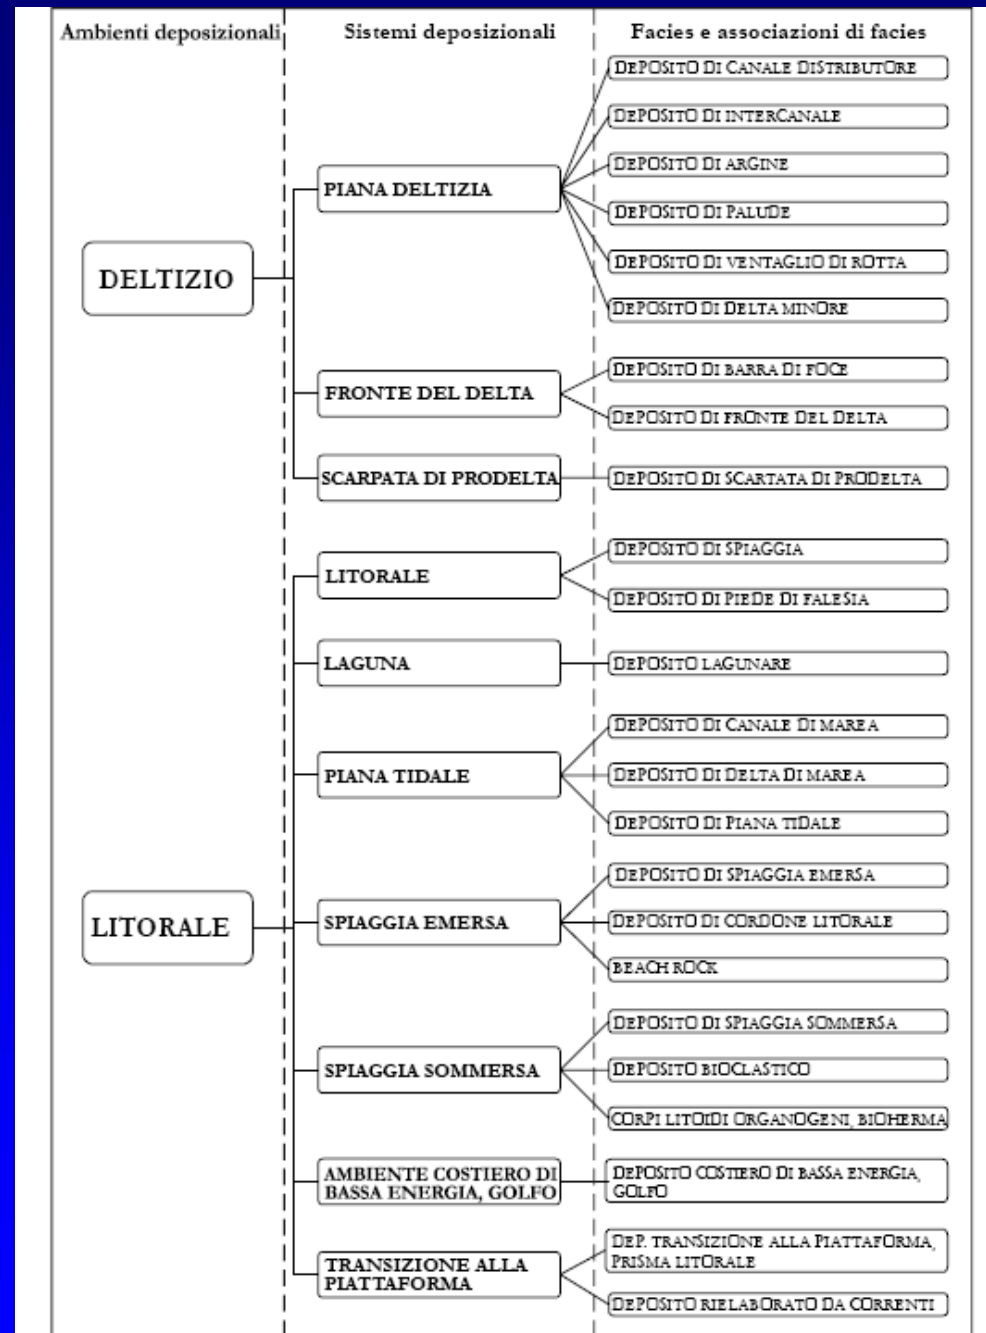 Ambienti deposizionali
Sistemi deposizionali
Facies e associazioni di facies
DELTIZIO
PIANA DELTIZIA
DEPOSITO DI CANALE DISTRIBUTORE
DEPOSITO DI INTERCANALE
DEPOSITO DI ARGINE
DEPOSITO DI PALUDE
DEPOSITO DI VENTAGLIO DI ROTTA
DEPOSITO DI DELTA MINORE
FRONTE DEL DELTA
DEPOSITO DI BARRA DI FOCE
DEPOSITO DI FRONTE DEL DELTA
SCARPATA DI PRODELTA
DEPOSITO DI SCARTATA DI PRODELTA
LITORALE
LITORALE
DEPOSITO DI SPIAGGIA
DEPOSITO DI PIEDE DI FALESIA
LAGUNA
DEPOSITO LAGUNARE
PIANA TIDALE
DEPOSITO DI CANALE DI MAREA
DEPOSITO DI DELTA DI MAREA
DEPOSITO DI PIANA TIDALE
SPIAGGIA EMERSA
DEPOSITO DI SPIAGGIA EMERSA
DEPOSITO DI CORDONE LITORALE
BEACH ROCK
SPIAGGIA SOMMERSA
DEPOSITO DI SPIAGGIA SOMMERSA
DEPOSITO BIOCLASTICO
CORPI LITOIDI ORGANOGENI, BIOHERMA
AMBIENTE COSTIERO DI
BASSA ENERGIA, GOLFO
DEPOSITO COSTIERO DI BASSA ENERGIA,
GOLFO
TRANSIZIONE ALLA
PIATTAFORMA
DEP. TRANSIZIONE ALLA PIATTAFORMA,
PRISMA LITORALE
DEPOSITO RIELABORATO DA CORRENTI